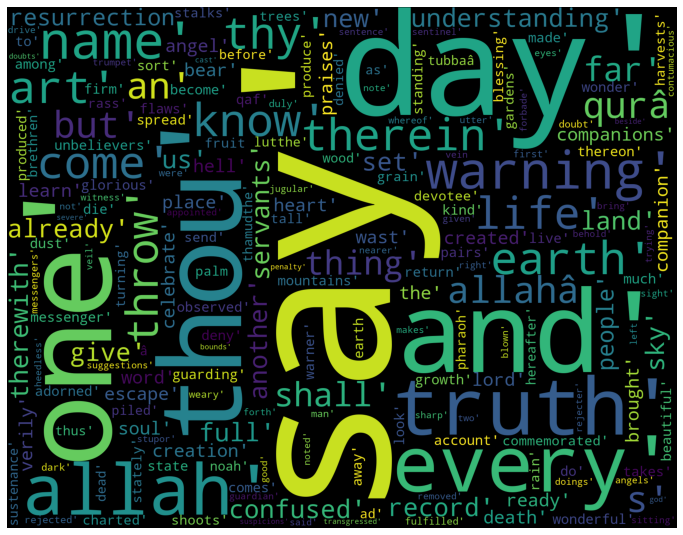 resurrection'
stalks'
trees'
new'
understanding'
drive'
cast'
sentence'
sentinel'
to'
name'
thy'
made'
eyes'
doubts'
trumpet'
angel'
before'
among'
sort'
art'
an'
bear'
day'
far'
harvests'
contumacious'
firm'
become'
produce'
praises'
denied
as'
note'
tubbaâ
standing'
blessing'
wonder'
rass'
flaws'
qaf'
duly'
gardens
forbade'
produced'
brethren
spread'
but'
know'
whereof'
utter'
qura
doubt'
beside'
unbelievers'
fruit
lutthe'
therein'
companions'
come'
us'
hell'
wood'
vein
first'
thereon'
learn'
jugular'
grain'
set'
warning'
glorious'
were'
place'
servants'
heart'
devotee'
witness'
not'
die'
appointed'
tall'
wast'
kind'
given'
life'
land'
bring'
companion'
already'
severe'
send'
thamudthe'
thing'
nearer'
created'
live'
behold
dust'
veil'
turning'
celebrate'
palm
return'
pairs'
right'
trying'
much'
mountains'
earth'
allahâ
therewith'
messengers'
messenger'
throw'
observed'
another'
penalty'
the'
people'
sky'
sight'
one'
thou'
say'
and'
give'
deny'
a
bounds'
warner'
earth
makes'
pharaoh'
blown'
hereafter'
left
suggestions'
guarding'
heedless'
word'
weary'
growth'
lord'
brought'
beautiful'
adorned'
escape'
shall'
look'
truth'
sustenance'
piled'
soul'
forth'
man'
sharp'
two'
rejecter'
thus'
verily'
stupor'
full'
noted'
account'
commemorated'
creation'
good'
away'
rain'
do'
takes'
dark'
dead'
stately
state'
noah'
guardian'
every'
doings'
angels'
allah'
comes'
confused'
record'
ready'
s'
god'
charted'
shoots'
removed'
ad'
death'
wonderful'
sitting'
rejected'
suspicions'
said'
transgressed'
fulfilled'